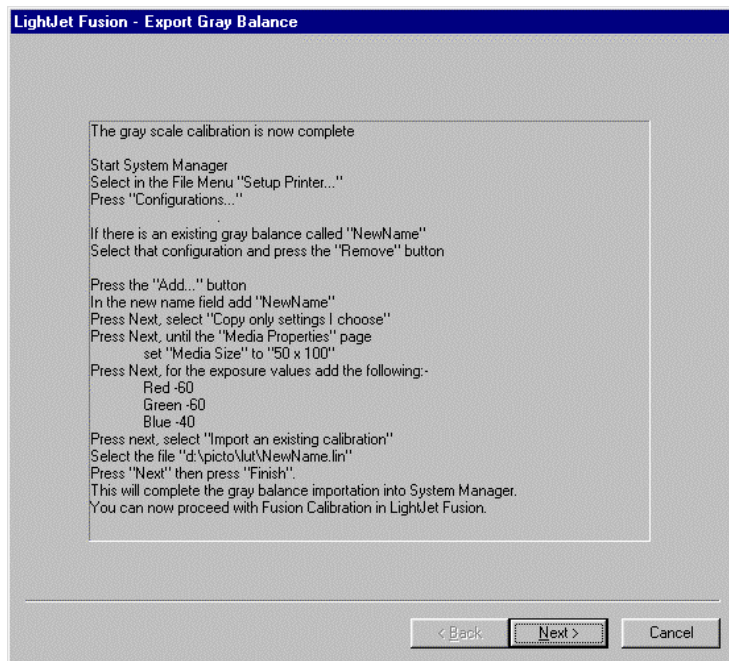 LightJet Fusion - Export Gray Balance
The gray scale calibration is now complete
Start System Manager
Select in the File Menu "Setup Printer..."
Press "Configurations..."
.
If there is an existing gray balance called "NewName"
Select that configuration and press the "Remove" button
Press the "Add..." button
In the new name field add "NewName"
Press Next, select "Copy only settings I choose"
Press Next, until the "Media Properties" page
set "Media Size" to "50 x 100"
Press Next, for the exposure values add the following:-
Red -60
Green -60
Blue -40
Press next, select "Import an existing calibration"
Select the file "d:\picto\lut\NewName.lin"
Press "Next" then press "Finish".
This will complete the gray balance importation into System Manager.
You can now proceed with Fusion Calibration in LightJet Fusion.
< Back Next > Cancel